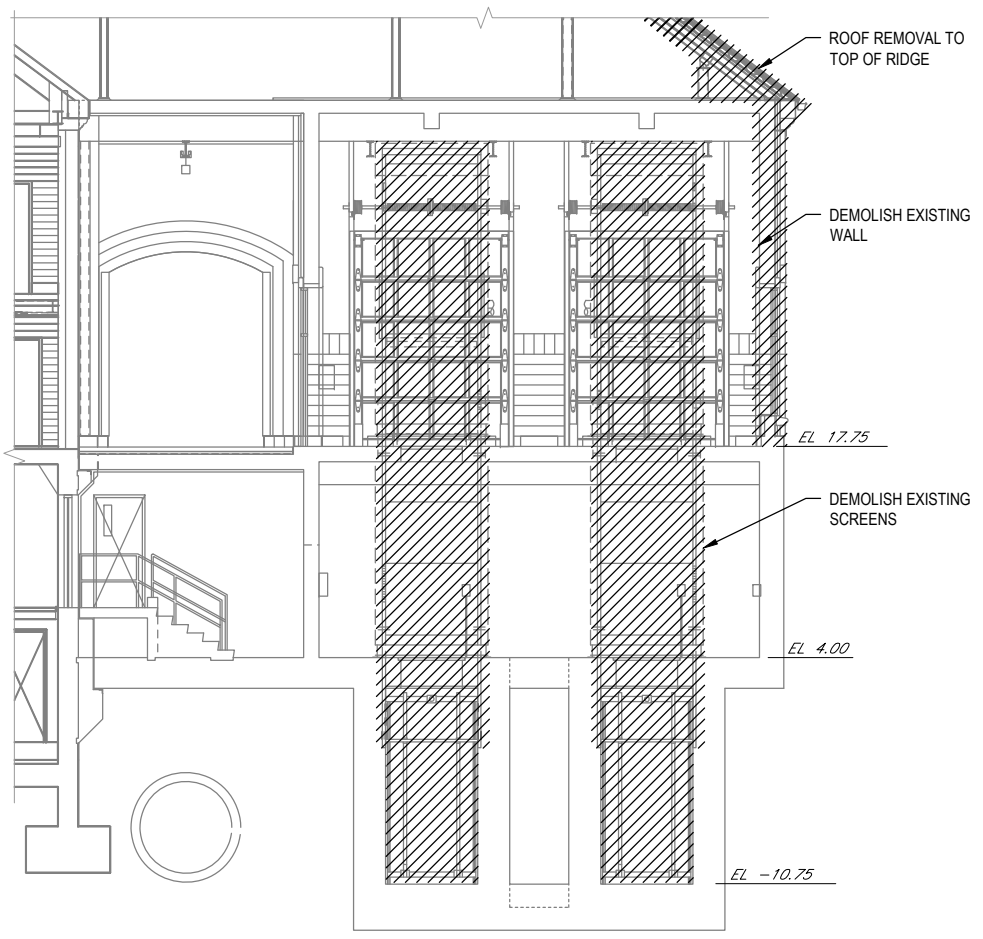 ROOF REMOVAL TO
TOP OF RIDGE
DEMOLISH EXISTING
WALL
EL 17.75
DEMOLISH EXISTING
SCREENS
EL 4.00
EL -10.75